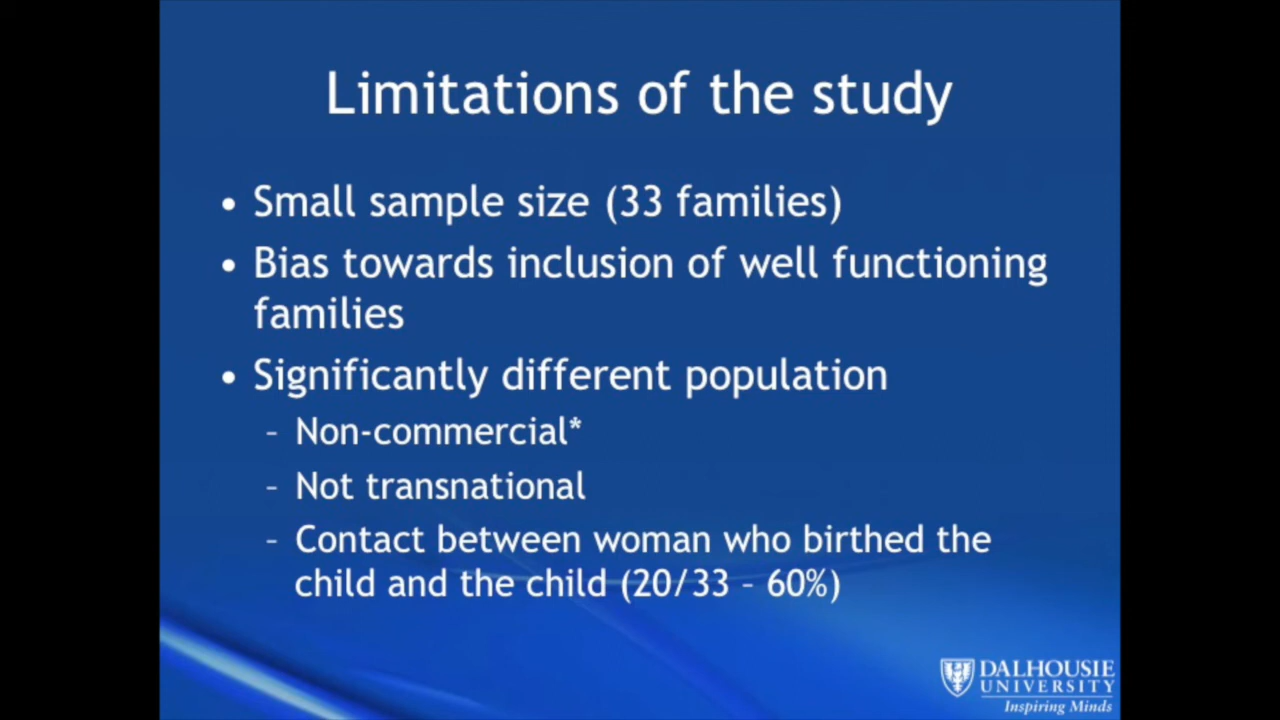 Limitations of the study
• Small sample size (33 families)
• Bias towards inclusion of well functioning
families
• Significantly different population
– Non-commercial*
– Not transnational
– Contact between woman who birthed the
child and the child (20/33 – 60%)
DALHOUSIE
UNIVERSITY
Inspiring Minds